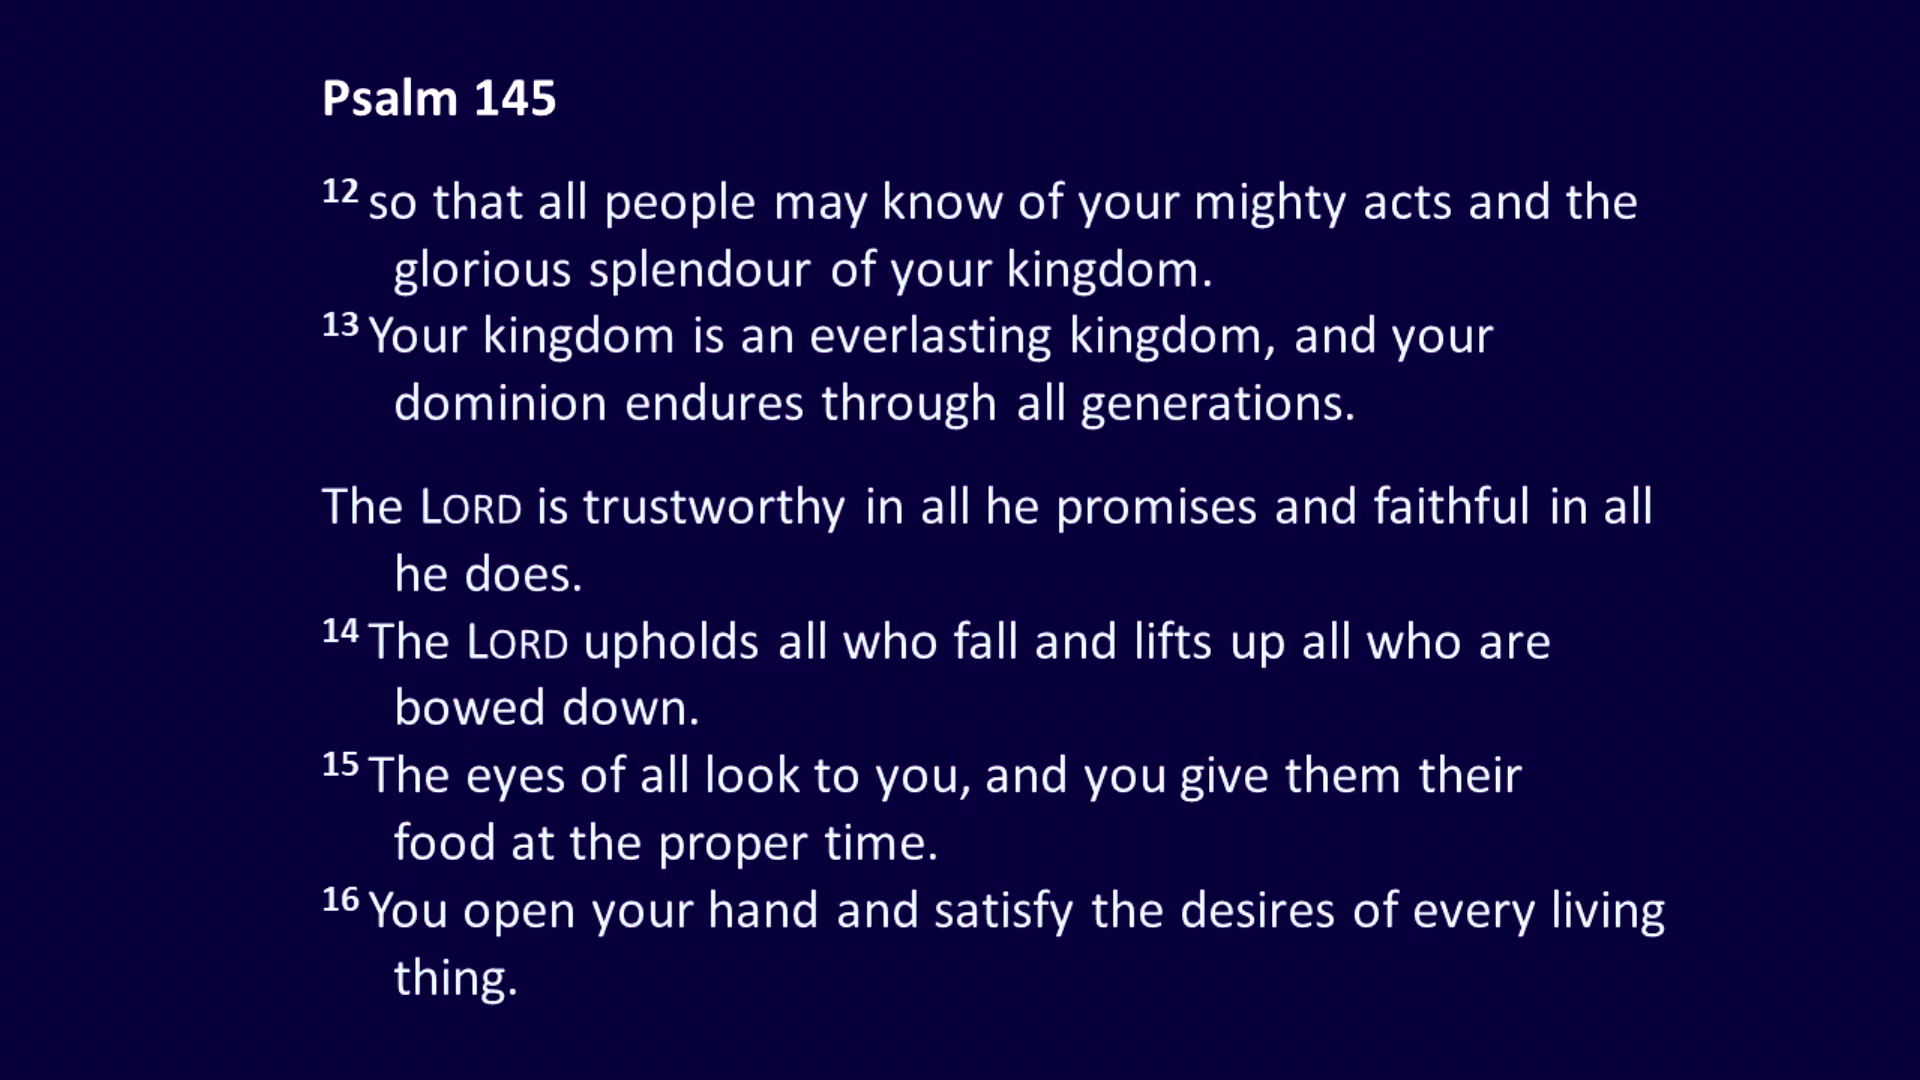 Psalm 145
12 so that all people may know of your mighty acts and the
glorious splendour of your kingdom.
13 Your kingdom is an everlasting kingdom, and your
dominion endures through all generations.
The LORD is trustworthy in all he promises and faithful in all
he does.
14 The LORD upholds all who fall and lifts up all who are
bowed down.
15 The eyes of all look to you, and you give them their
food at the proper time.
16 You open your hand and satisfy the desires of every living
thing.